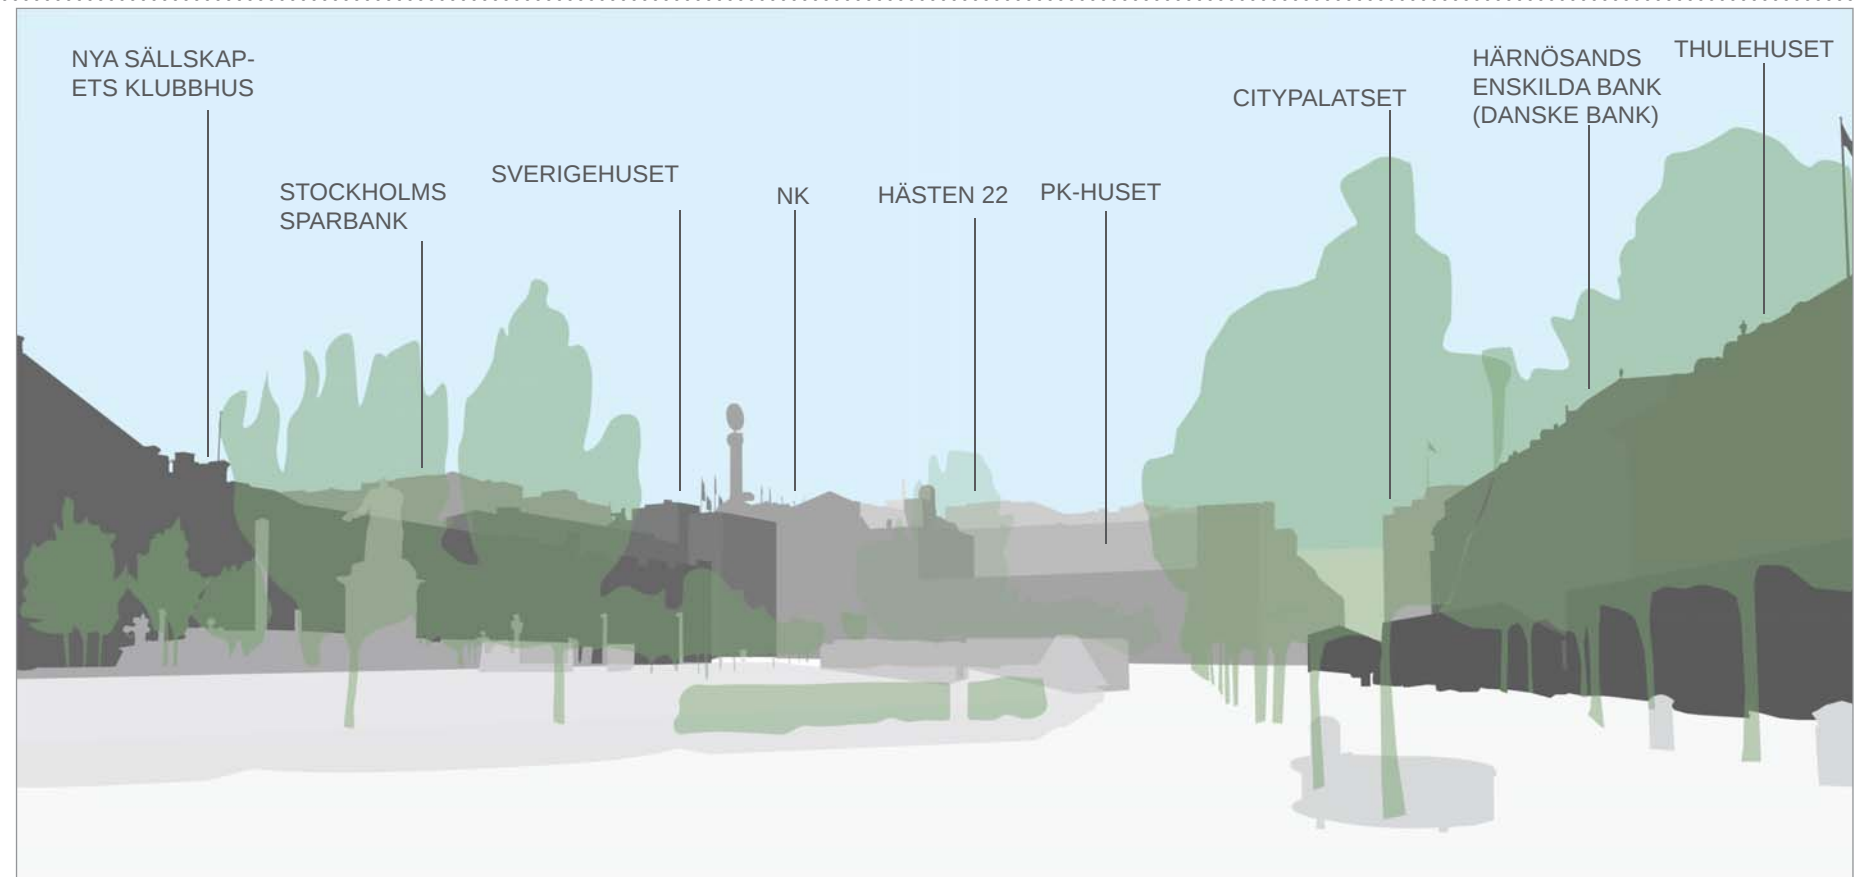 NYA SÄLLSKAP-
ETS KLUBBHUS
STOCKHOLMS
SPARBANK
SVERIGEHUSET
NK
HÄSTEN 22
PK-HUSET
CITYPALATSET
HÄRNÖSANDS
ENSKILDA BANK
(DANSKE BANK)
THULEHUSET